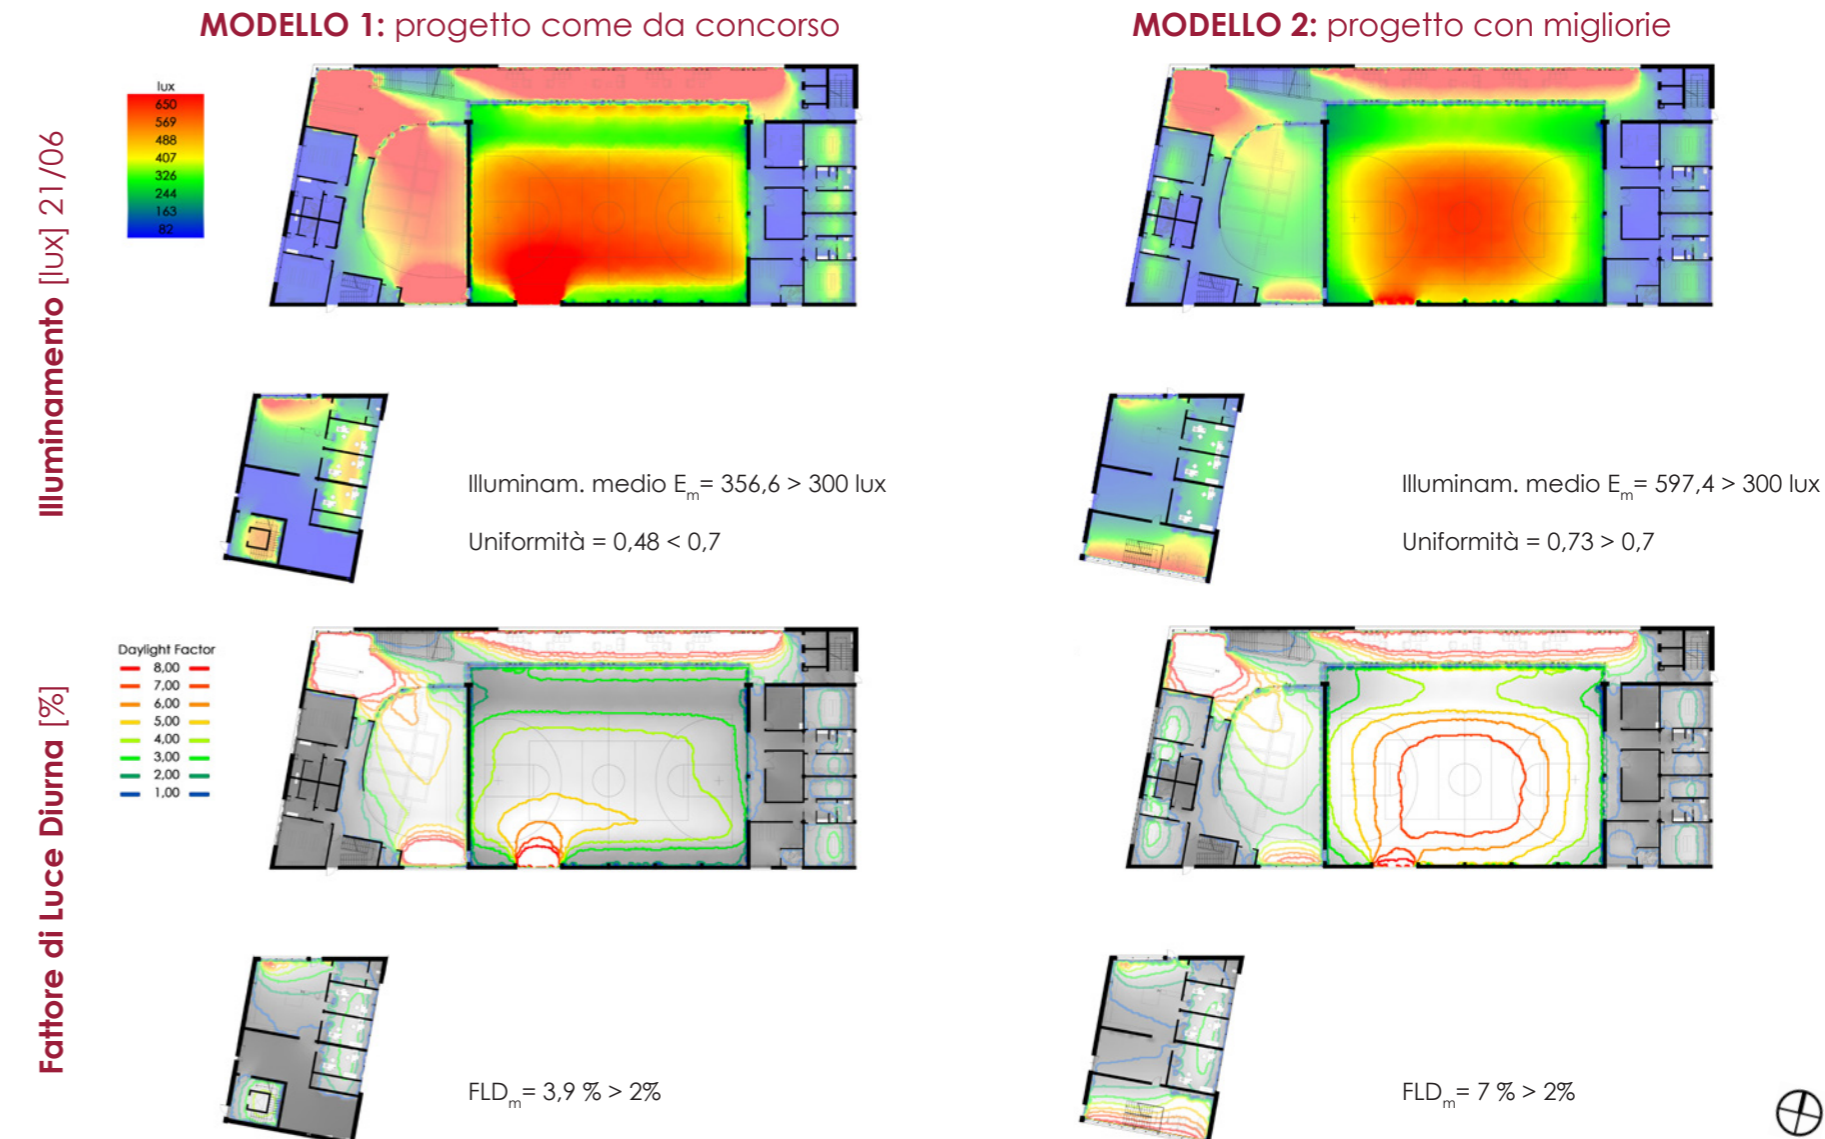 MODELLO 1: progetto come da concorso
MODELLO 2: progetto con migliorie
Illuminamento [lux] 21/06
lux
650
569
488
407
326
244
163
82
Illuminam. medio Em= 356,6 > 300 lux
Uniformità = 0,48 < 0,7
Illuminam. medio Em= 597,4 > 300 lux
Uniformità = 0,73 > 0,7
Fattore di Luce Diurna [%]
Daylight Factor
8,00
7,00
6,00
5,00
4,00
3,00
2,00
1,00
FLDm= 3,9 % > 2%
FLDm= 7 % > 2%